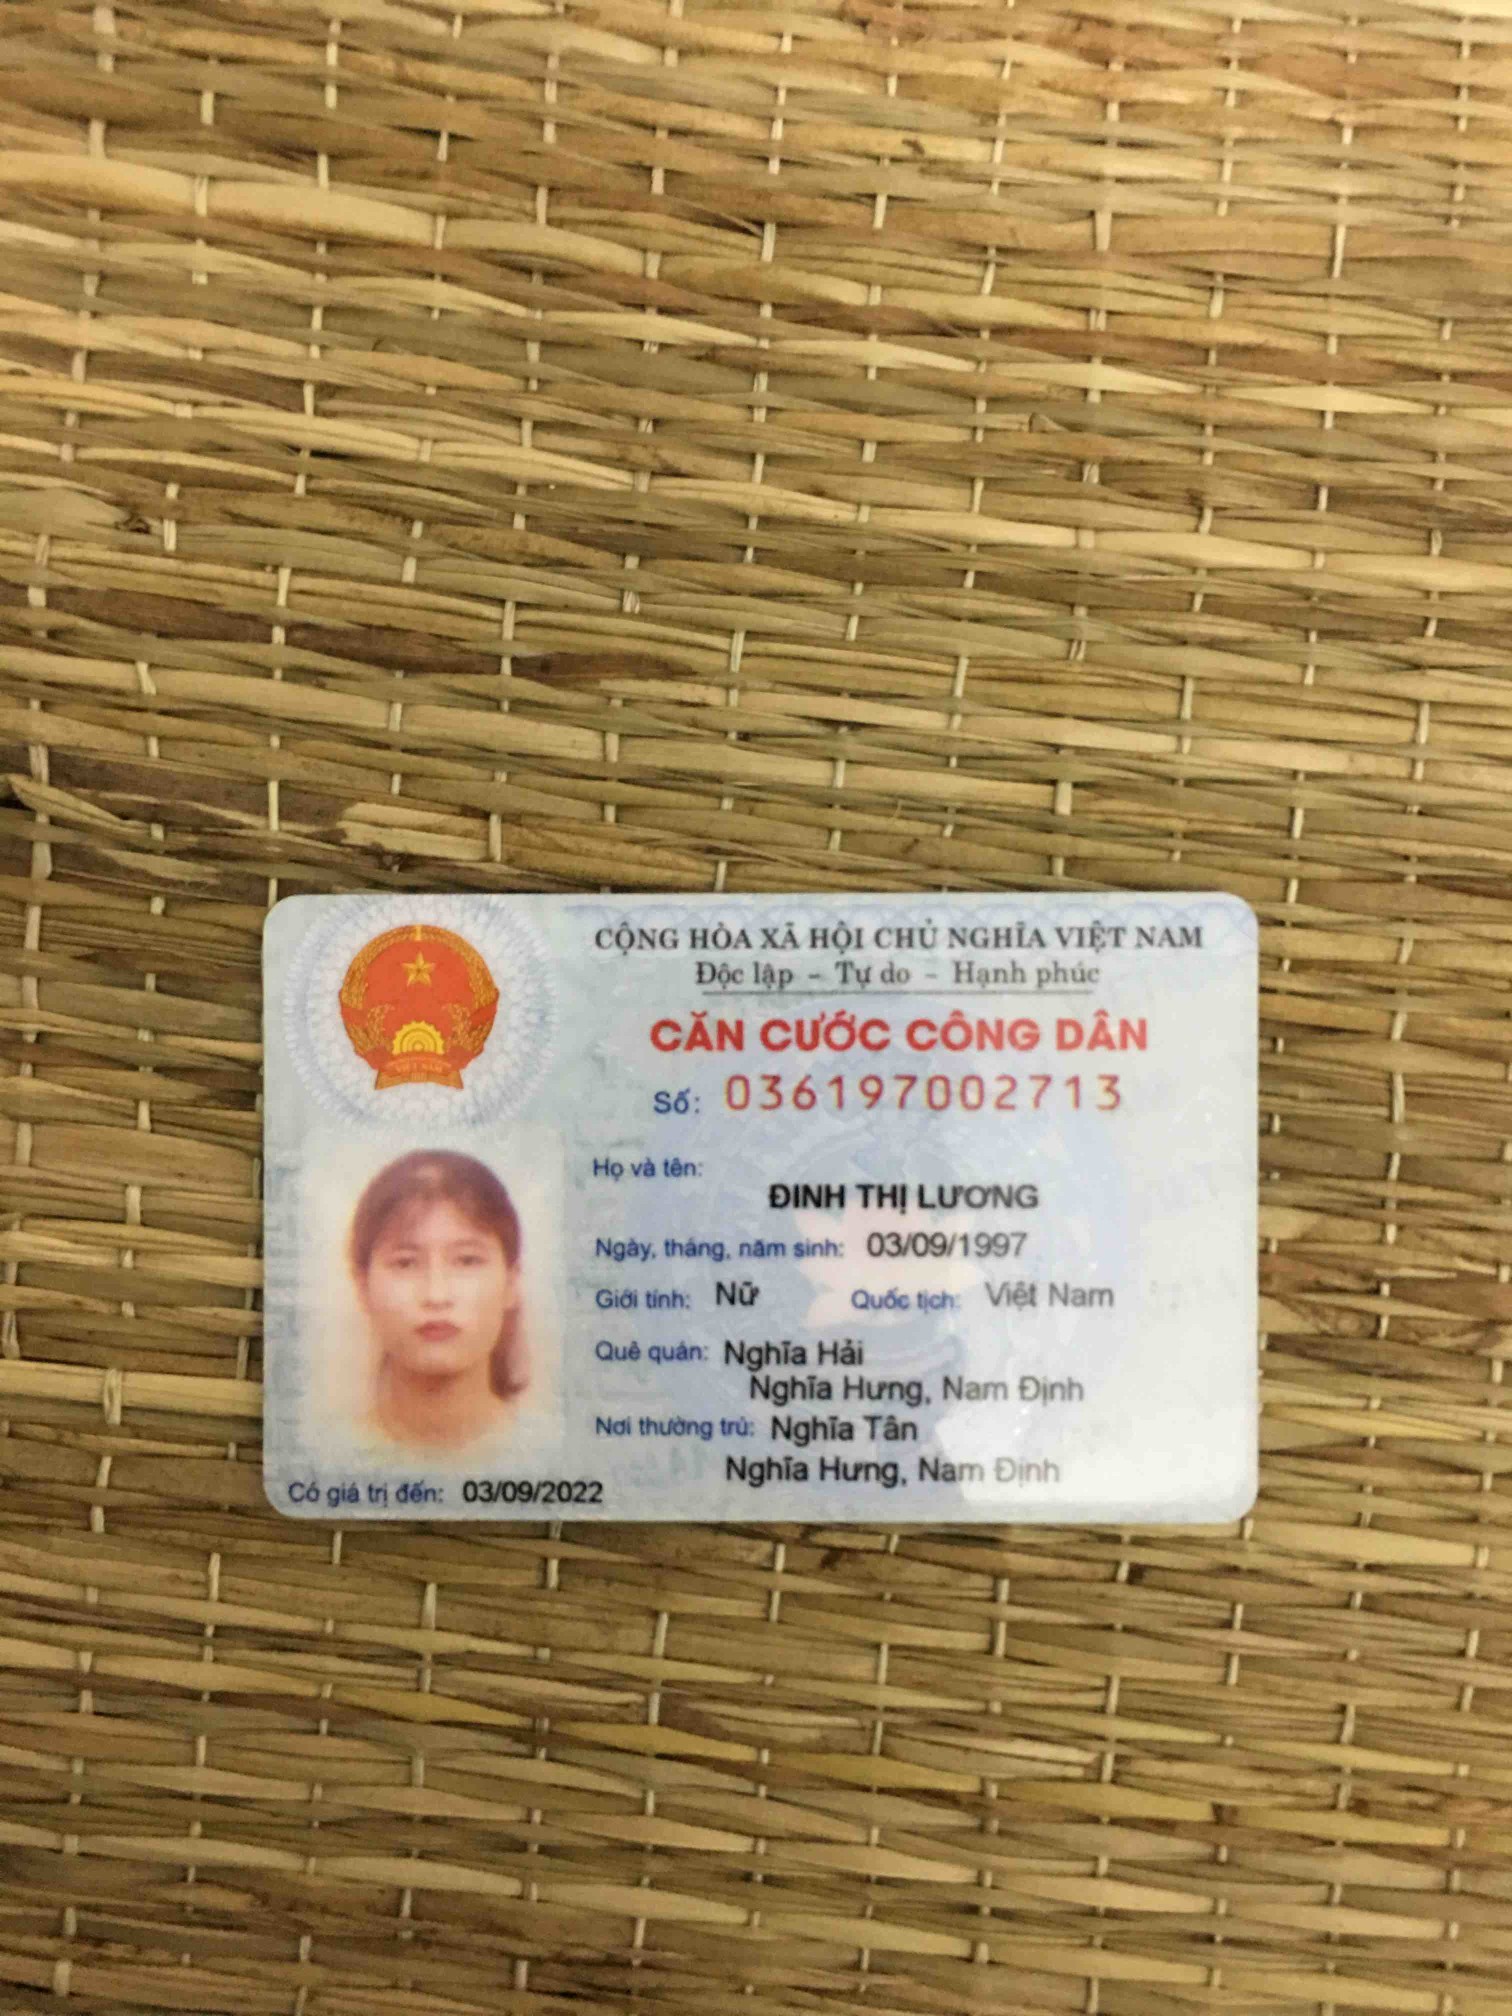 CỘNG HÒA XÃ HỘI CHỦ NGHĨA VIỆT NAM
Độc lập – Tự do – Hạnh phúc
CĂN CƯỚC CÔNG DÂN
Số: 036197002713
Họ và tên:
ĐINH THỊ LƯƠNG
Ngày, tháng, năm sinh: 03/09/1997
Giới tính: Nữ Quốc tịch: Việt Nam
Quê quán: Nghĩa Hải
Nghĩa Hưng, Nam Định
Nơi thường trú: Nghĩa Tân
Nghĩa Hưng, Nam Định
Có giá trị đến: 03/09/2022